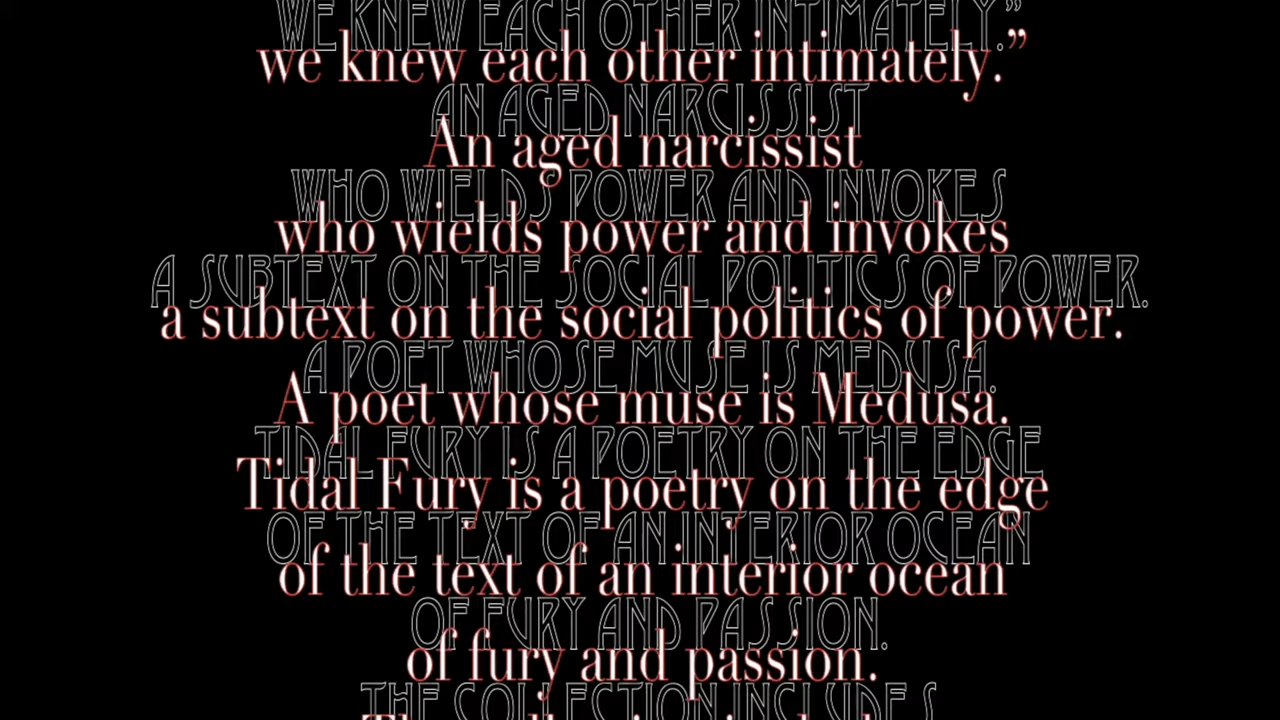 WE KNEW EACH OTHER INTIMATELY.”
we knew each other intimately.”
AN AGED NARCISSIST
An aged narcissist
WHO WIELDS POWER AND INVOKES
who wields power and invokes
A SUBTEXT ON THE SOCIAL POLITICS OF POWER.
a subtext on the social politics of power.
A POET WHOSE MUSE IS MEDUSA.
A poet whose muse is Medusa.
TIDAL FURY IS A POETRY ON THE EDGE
Tidal Fury is a poetry on the edge
OF THE TEXT OF AN INTERIOR OCEAN
of the text of an interior ocean
OF FURY AND PASSION.
of fury and passion.
THE COLLECTION INCLUDES